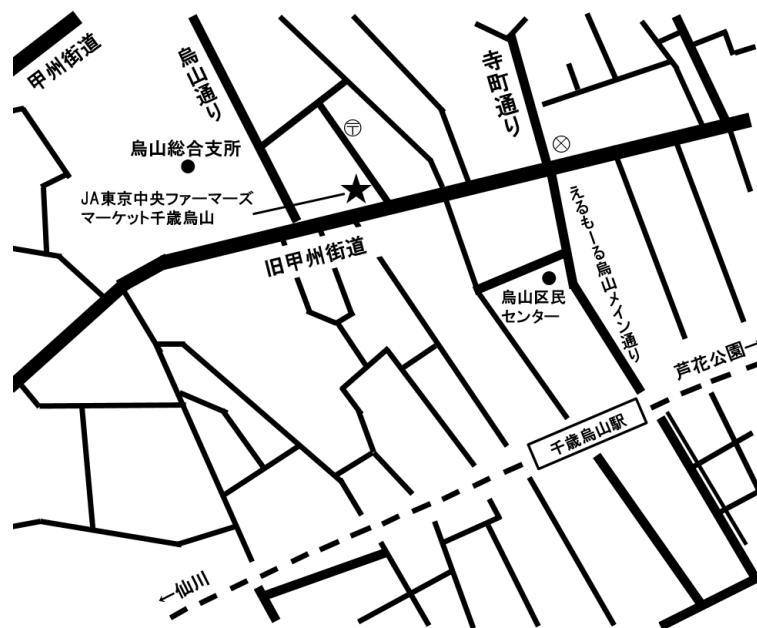 甲州街道
烏山通り
寺町通り
烏山総合支所
〒
JA東京中央ファーマーズ
マーケット千歳烏山
旧甲州街道
えるもーる烏山メイン通り
烏山区民
センター
芦花公園→
千歳烏山駅
←仙川